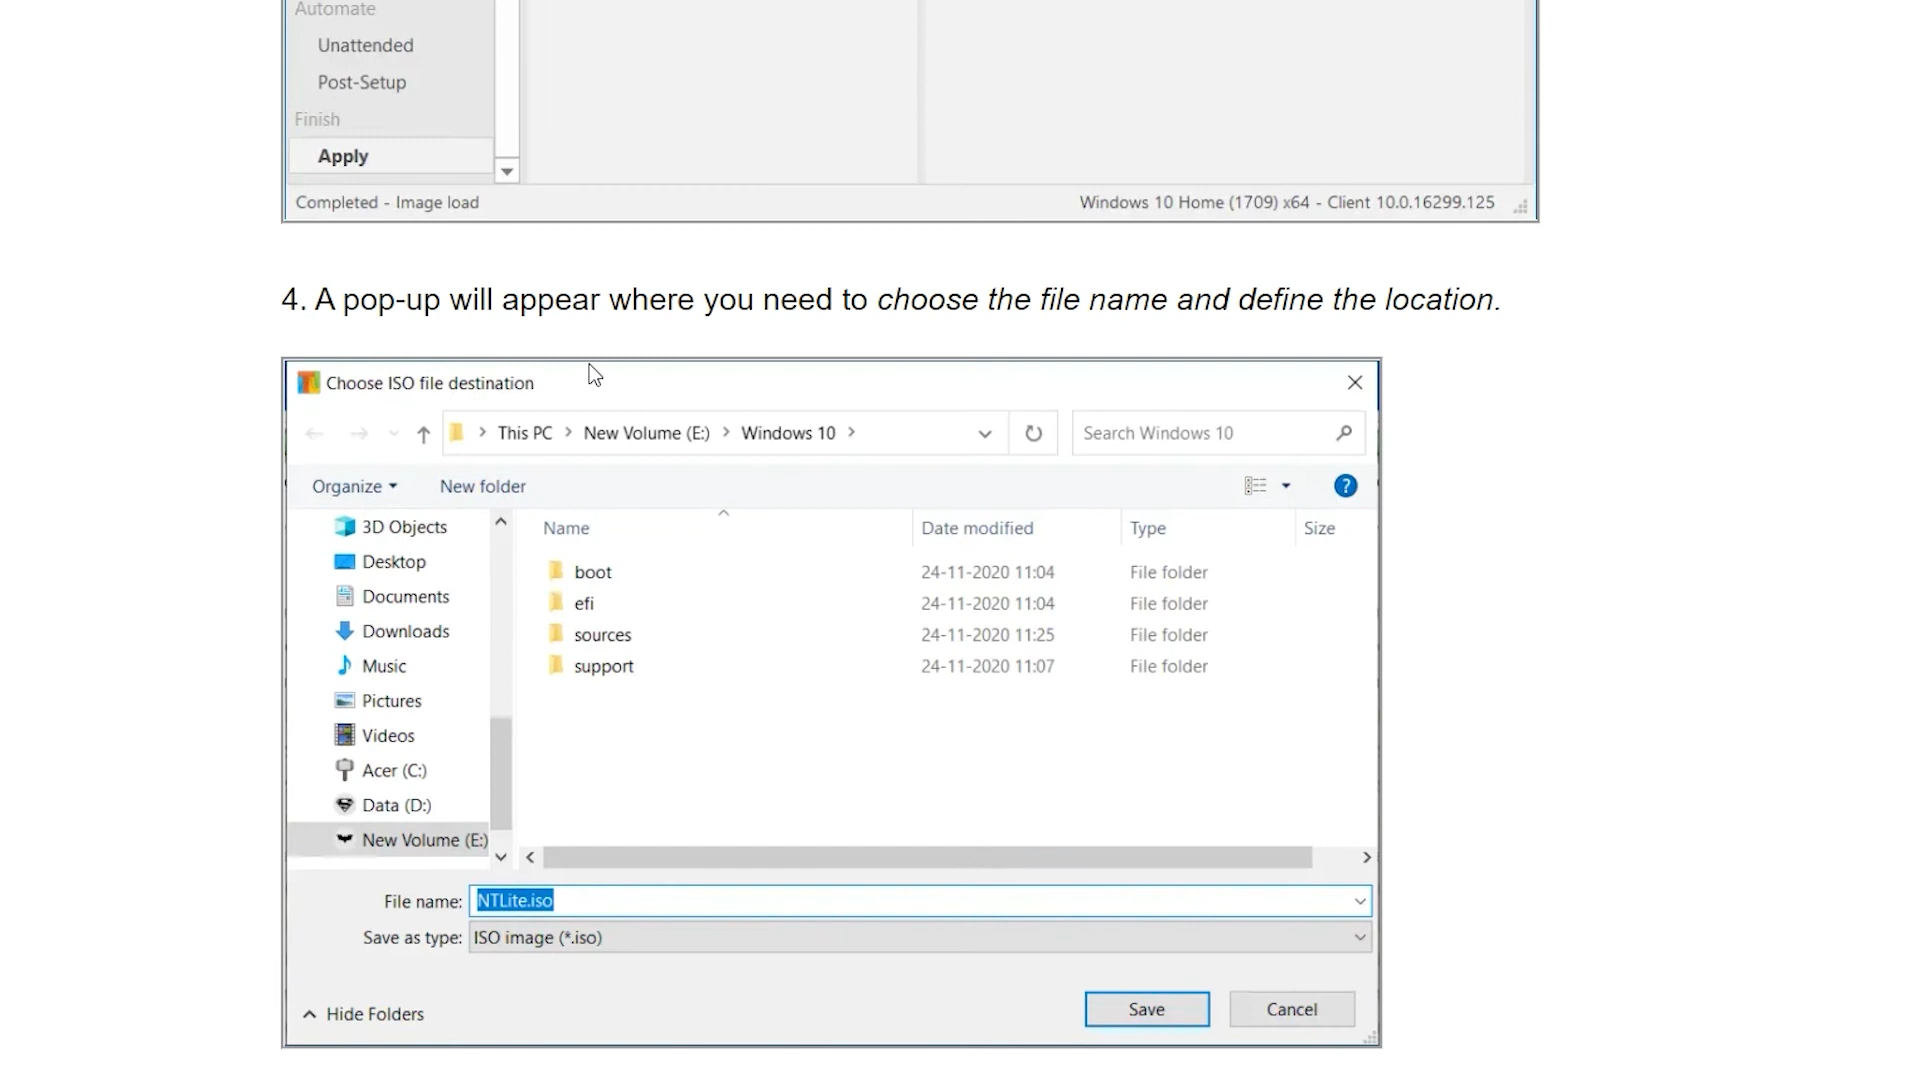 Automate
Unattended
Post-Setup
Finish
Apply
Completed - Image load
Windows 10 Home (1709) x64 - Client 10.0.16299.125
4. A pop-up will appear where you need to choose the file name and define the location.
Choose ISO file destination
This PC > New Volume (E:) > Windows 10 >
Search Windows 10
Organize
New folder
?
3D Objects
Desktop
Documents
Downloads
Music
Pictures
Videos
Acer (C:)
Data (D:)
New Volume (E:)
Name Date modified Type Size
boot 24-11-2020 11:04 File folder
efi 24-11-2020 11:04 File folder
sources 24-11-2020 11:25 File folder
support 24-11-2020 11:07 File folder
File name: NTLite.iso
Save as type: ISO image (*.iso)
Hide Folders
Save
Cancel